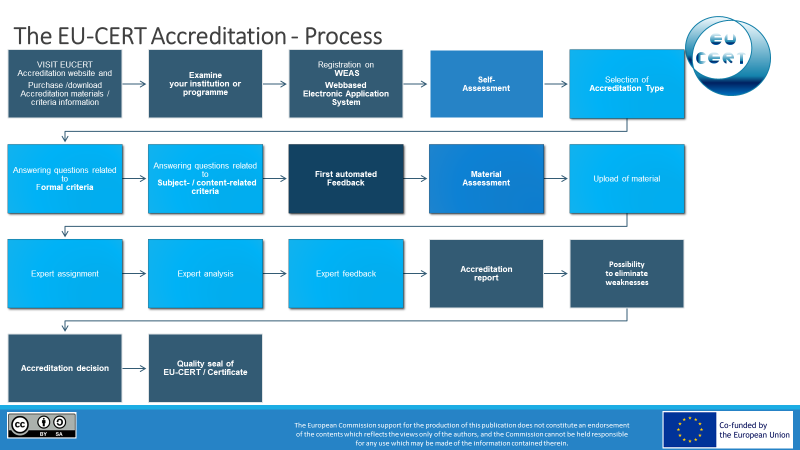 The EU-CERT Accreditation - Process
EU
CERT
VISIT EUCERT
Accreditation website and
Purchase /download
Accreditation materials /
criteria information
Examine
your institution or
programme
Registration on
WEAS
Webbased
Electronic Application
System
Self-
Assessment
Selection of
Accreditation Type
Answering questions related
to
Formal criteria
Answering questions related
to
Subject- / content-related
criteria
First automated
Feedback
Material
Assessment
Upload of material
Expert assignment
Expert analysis
Expert feedback
Accreditation
report
Possibility
to eliminate
weaknesses
Accreditation decision
Quality seal of
EU-CERT / Certificate
cc
BY SA
The European Commission support for the production of this publication does not constitute an endorsement
of the contents which reflects the views only of the authors, and the Commission cannot be held responsible
for any use which may be made of the information contained therein.
Co-funded by
the European Union